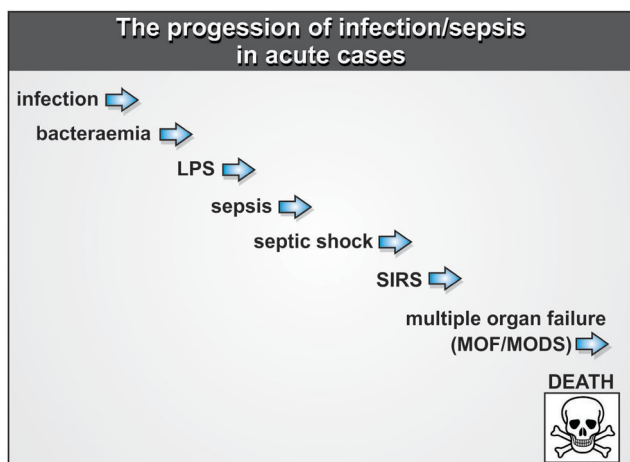 The progession of infection/sepsis
in acute cases
infection
bacteraemia
LPS
sepsis
septic shock
SIRS
multiple organ failure
(MOF/MODS)
DEATH